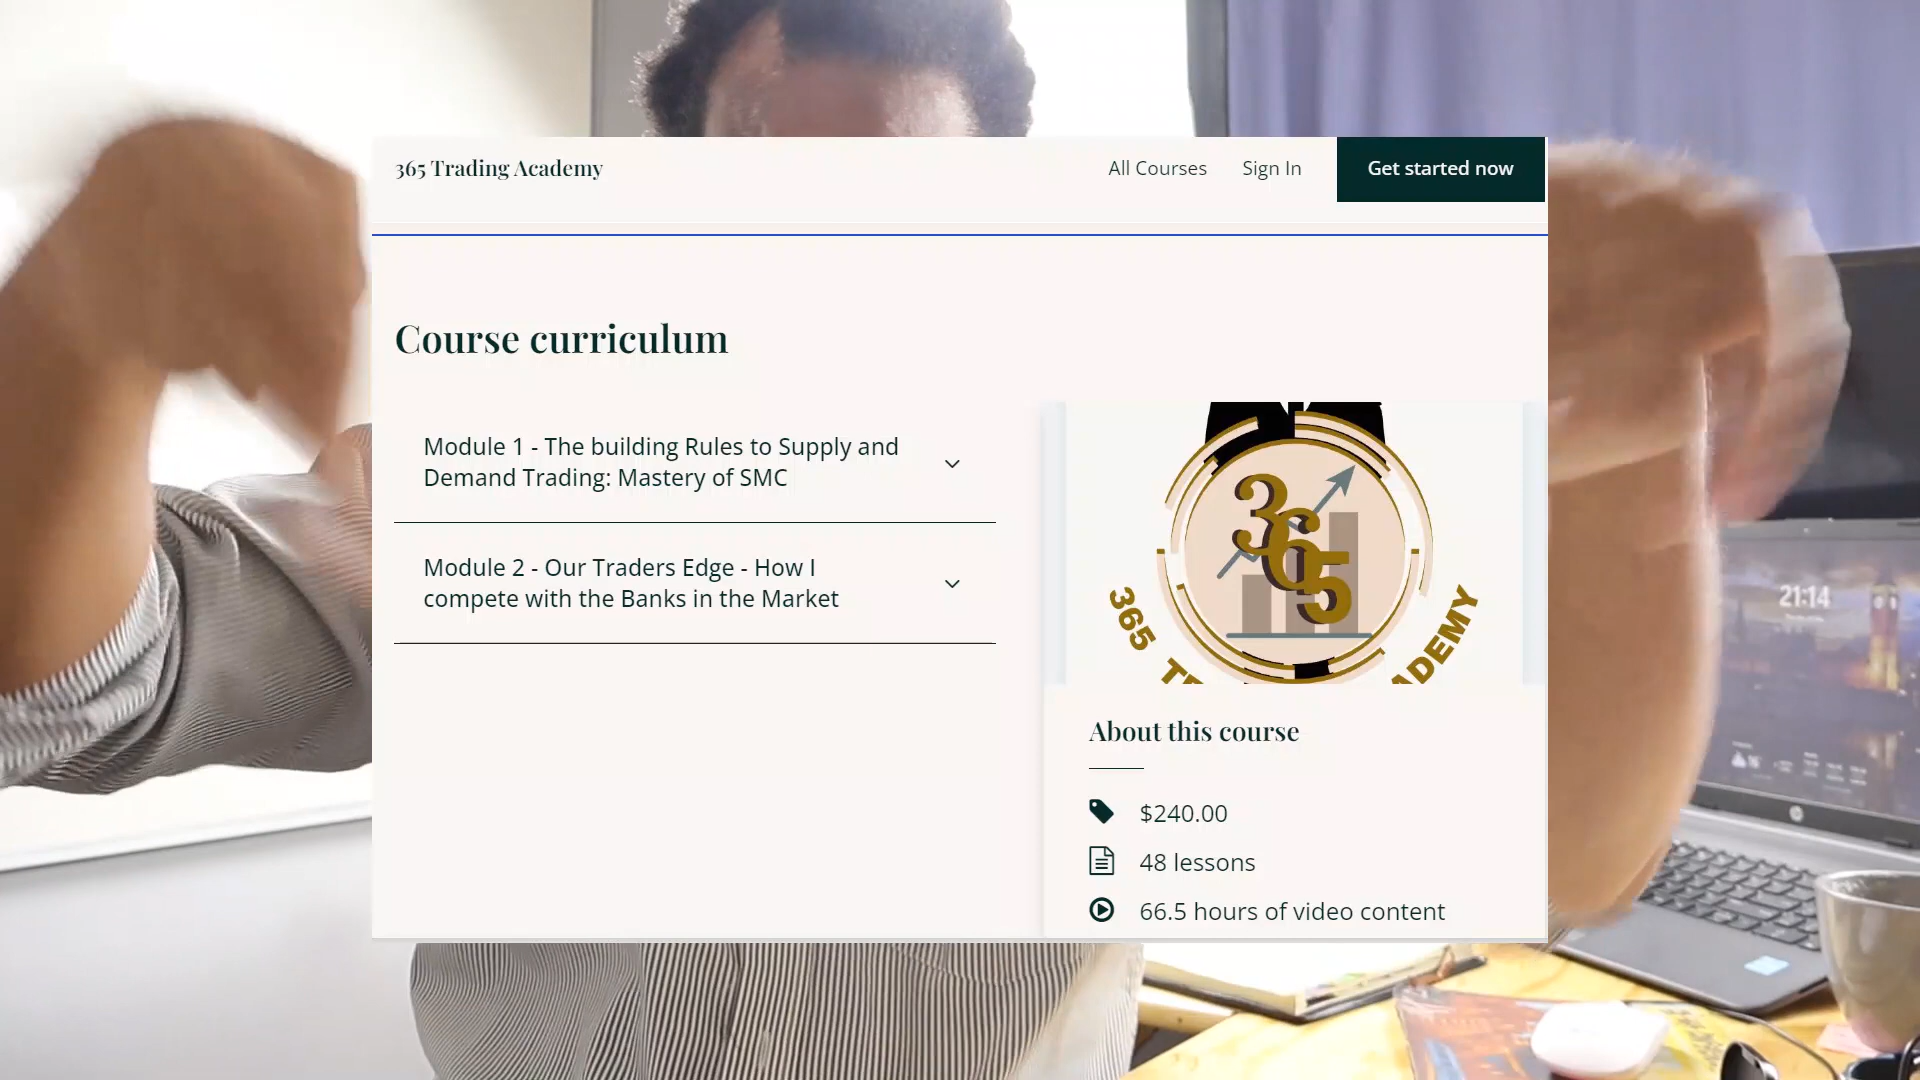 365 Trading Academy
All Courses
Sign In
Get started now
Course curriculum
Module 1 - The building Rules to Supply and
Demand Trading: Mastery of SMC
Module 2 - Our Traders Edge - How I
compete with the Banks in the Market
365
365
About this course
$240.00
48 lessons
66.5 hours of video content
21:14